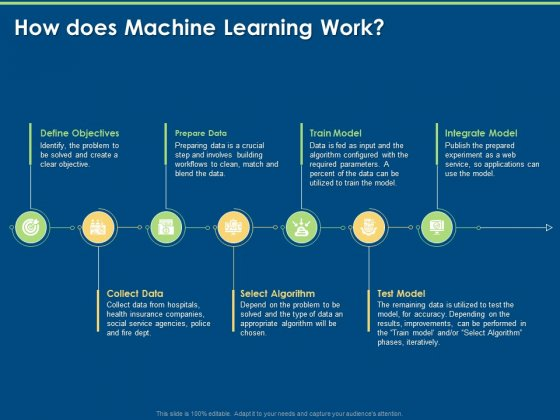 How does Machine Learning Work?
Define Objectives
Identify, the problem to
be solved and create a
clear objective.
Prepare Data
Preparing data is a crucial
step and involves building
workflows to clean, match and
blend the data.
Train Model
Data is fed as input and the
algorithm configured with the
required parameters. A
percent of the data can be
utilized to train the model.
Integrate Model
Publish the prepared
experiment as a web
service, so applications can
use the model.
Collect Data
Collect data from hospitals,
health insurance companies,
social service agencies, police
and fire dept.
Select Algorithm
Depend on the problem to be
solved and the type of data an
appropriate algorithm will be
chosen.
Test Model
The remaining data is utilized to test the
model, for accuracy. Depending on the
results, improvements, can be performed in
the "Train model' and/or "Select Algorithm"
phases, iteratively.
This slide is 100% editable. Adapt it to your needs and capture your audience's attention.